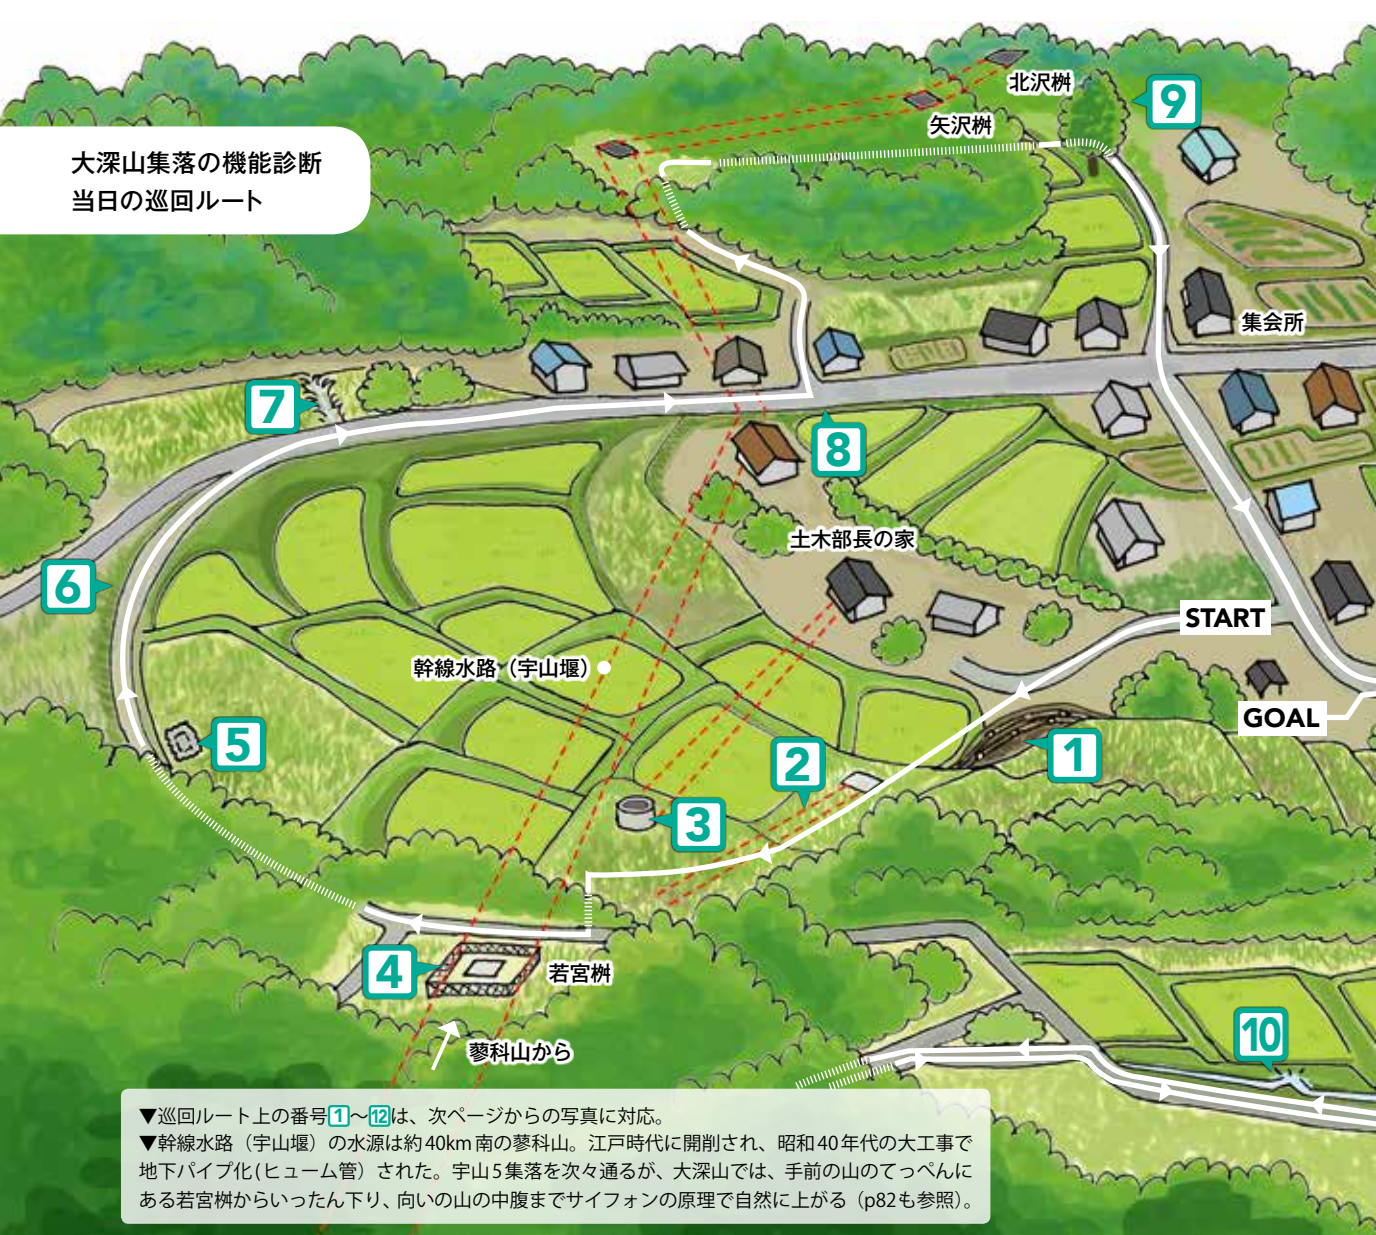 大深山集落の機能診断
当日の巡回ルート
北沢桝
9
矢沢桝
集会所
7
8
土木部長の家
6
START
幹線水路（宇山堰）
GOAL
5
1
2
3
4
若宮桝
10
蓼科山から
▼巡回ルート上の番号1〜12は、次ページからの写真に対応。
▼幹線水路（宇山堰）の水源は約40km南の蓼科山。江戸時代に開削され、昭和40年代の大工事で
地下パイプ化(ヒューム管）された。宇山5集落を次々通るが、大深山では、手前の山のてっぺんに
ある若宮桝からいったん下り、向いの山の中腹までサイフォンの原理で自然に上がる（p82も参照）。